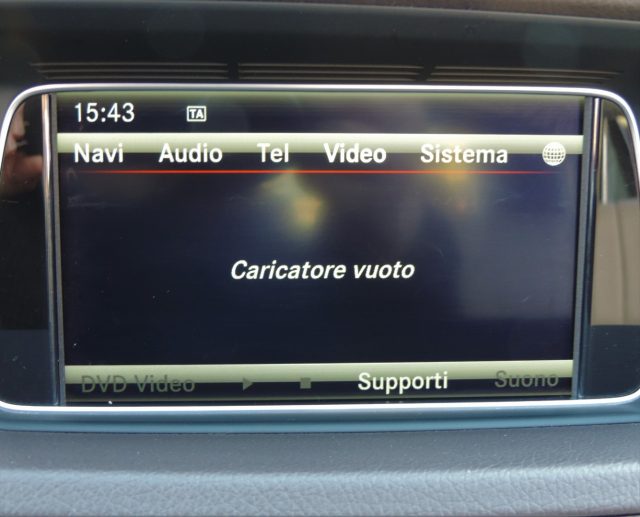 15:43 TA
Navi Audio Tel Video Sistema
Caricatore vuoto
DVD Video Supporti Suono